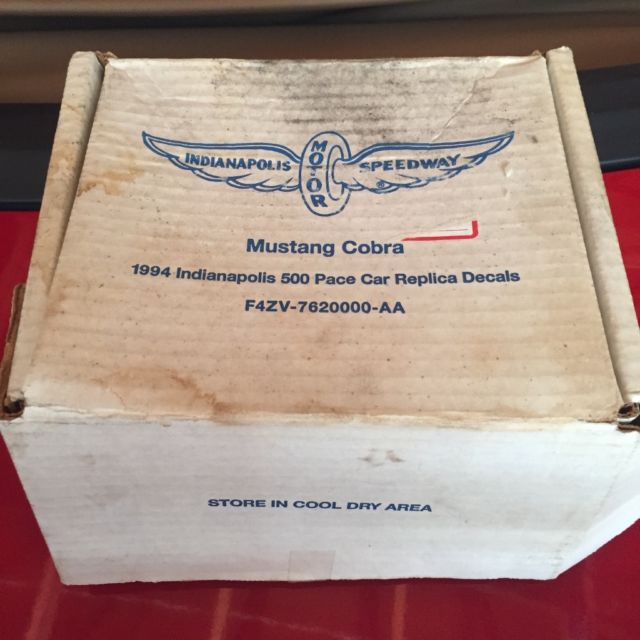 INDIANAPOLIS MOTOR SPEEDWAY
Mustang Cobra
1994 Indianapolis 500 Pace Car Replica Decals
F4ZV-7620000-AA
STORE IN COOL DRY AREA